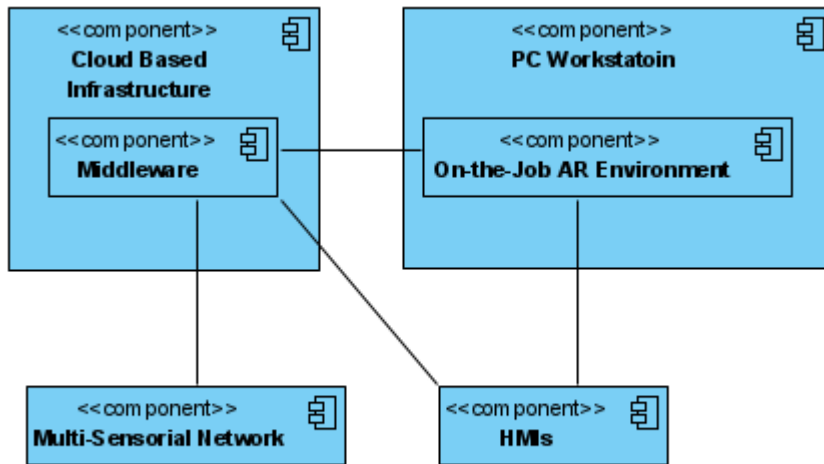 <<component>>
Cloud Based
Infrastructure
<<component>>
Middleware
<<component>>
PC Workstatoin
<<component>>
On-the-Job AR Environment
<<component>>
Multi-Sensorial Network
<<component>>
HMIs